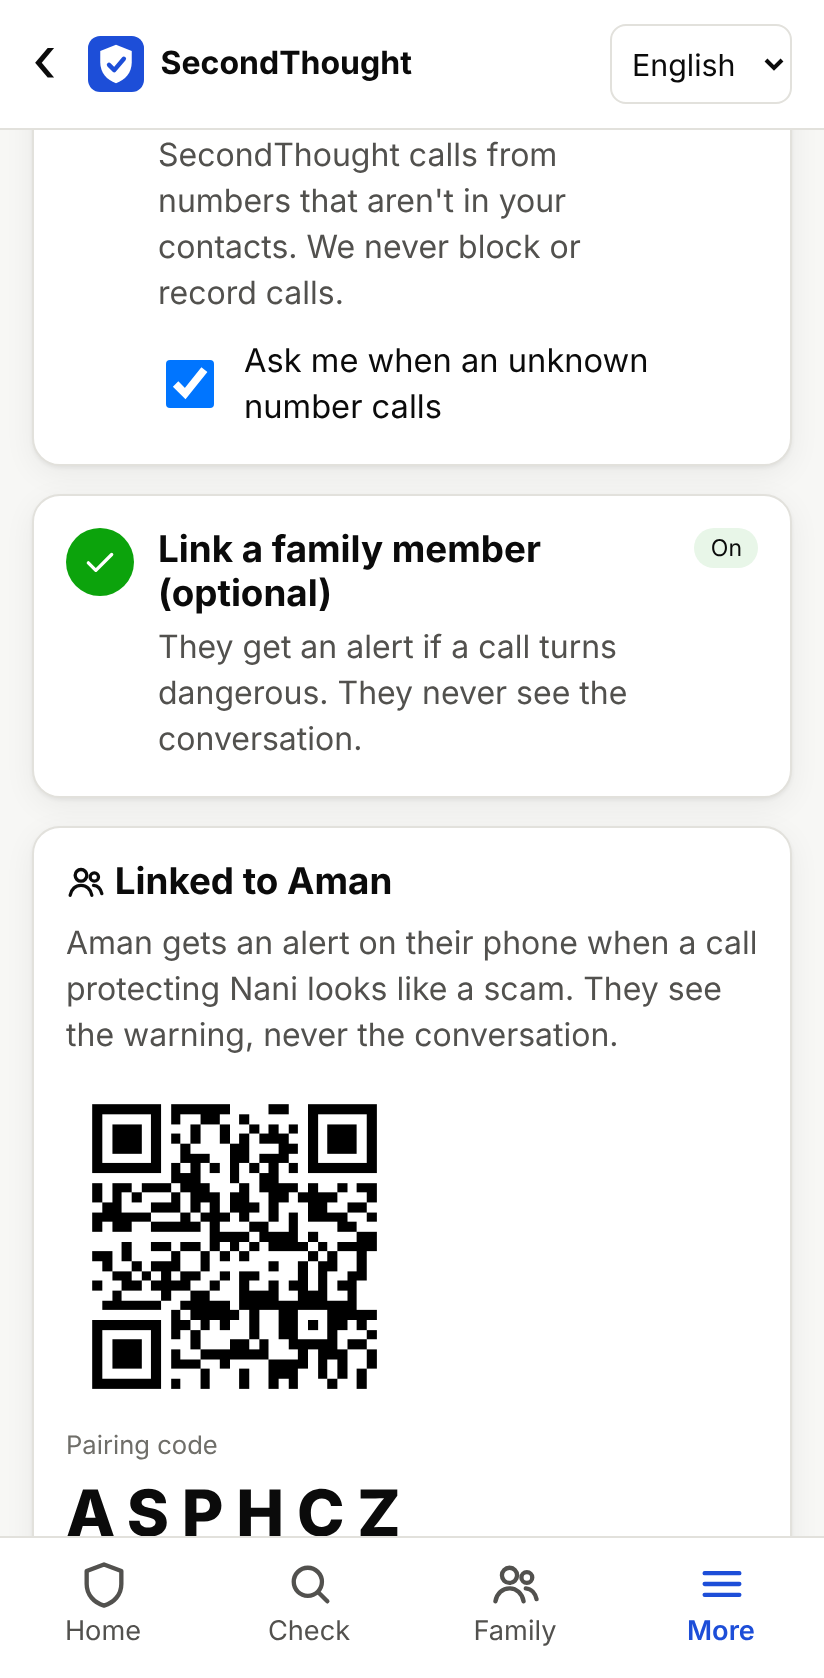 SecondThought
English
SecondThought calls from
numbers that aren't in your
contacts. We never block or
record calls.
Ask me when an unknown
number calls
Link a family member
(optional)
On
They get an alert if a call turns
dangerous. They never see the
conversation.
Linked to Aman
Aman gets an alert on their phone when a call
protecting Nani looks like a scam. They see
the warning, never the conversation.
Pairing code
ASPHCZ
Home
Check
Family
More